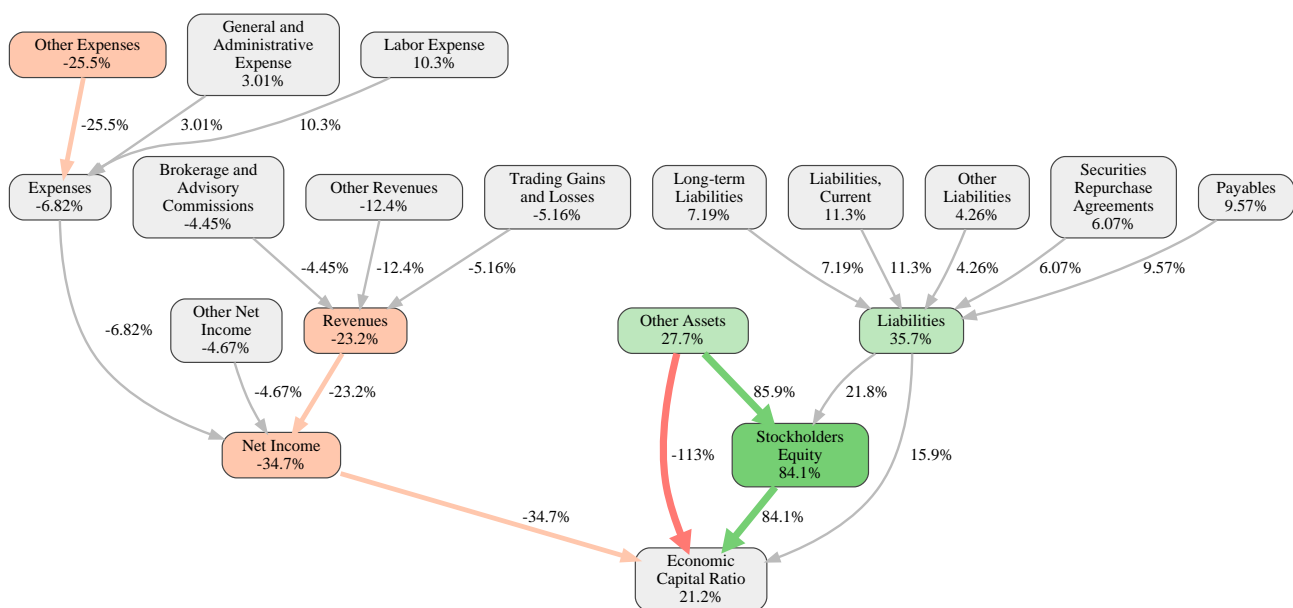 Other Expenses
-25.5%
General and
Administrative
Expense
3.01%
Labor Expense
10.3%
-25.5%
3.01%
10.3%
Expenses
-6.82%
Brokerage and
Advisory
Commissions
-4.45%
Other Revenues
-12.4%
Trading Gains
and Losses
-5.16%
Long-term
Liabilities
7.19%
Liabilities,
Current
11.3%
Other
Liabilities
4.26%
Securities
Repurchase
Agreements
6.07%
Payables
9.57%
-4.45%
-12.4%
-5.16%
7.19%
11.3%
4.26%
6.07%
9.57%
-6.82%
Other Net
Income
-4.67%
Revenues
-23.2%
Other Assets
27.7%
Liabilities
35.7%
-4.67%
-23.2%
85.9%
21.8%
Net Income
-34.7%
-113%
Stockholders
Equity
84.1%
15.9%
-34.7%
84.1%
Economic
Capital Ratio
21.2%